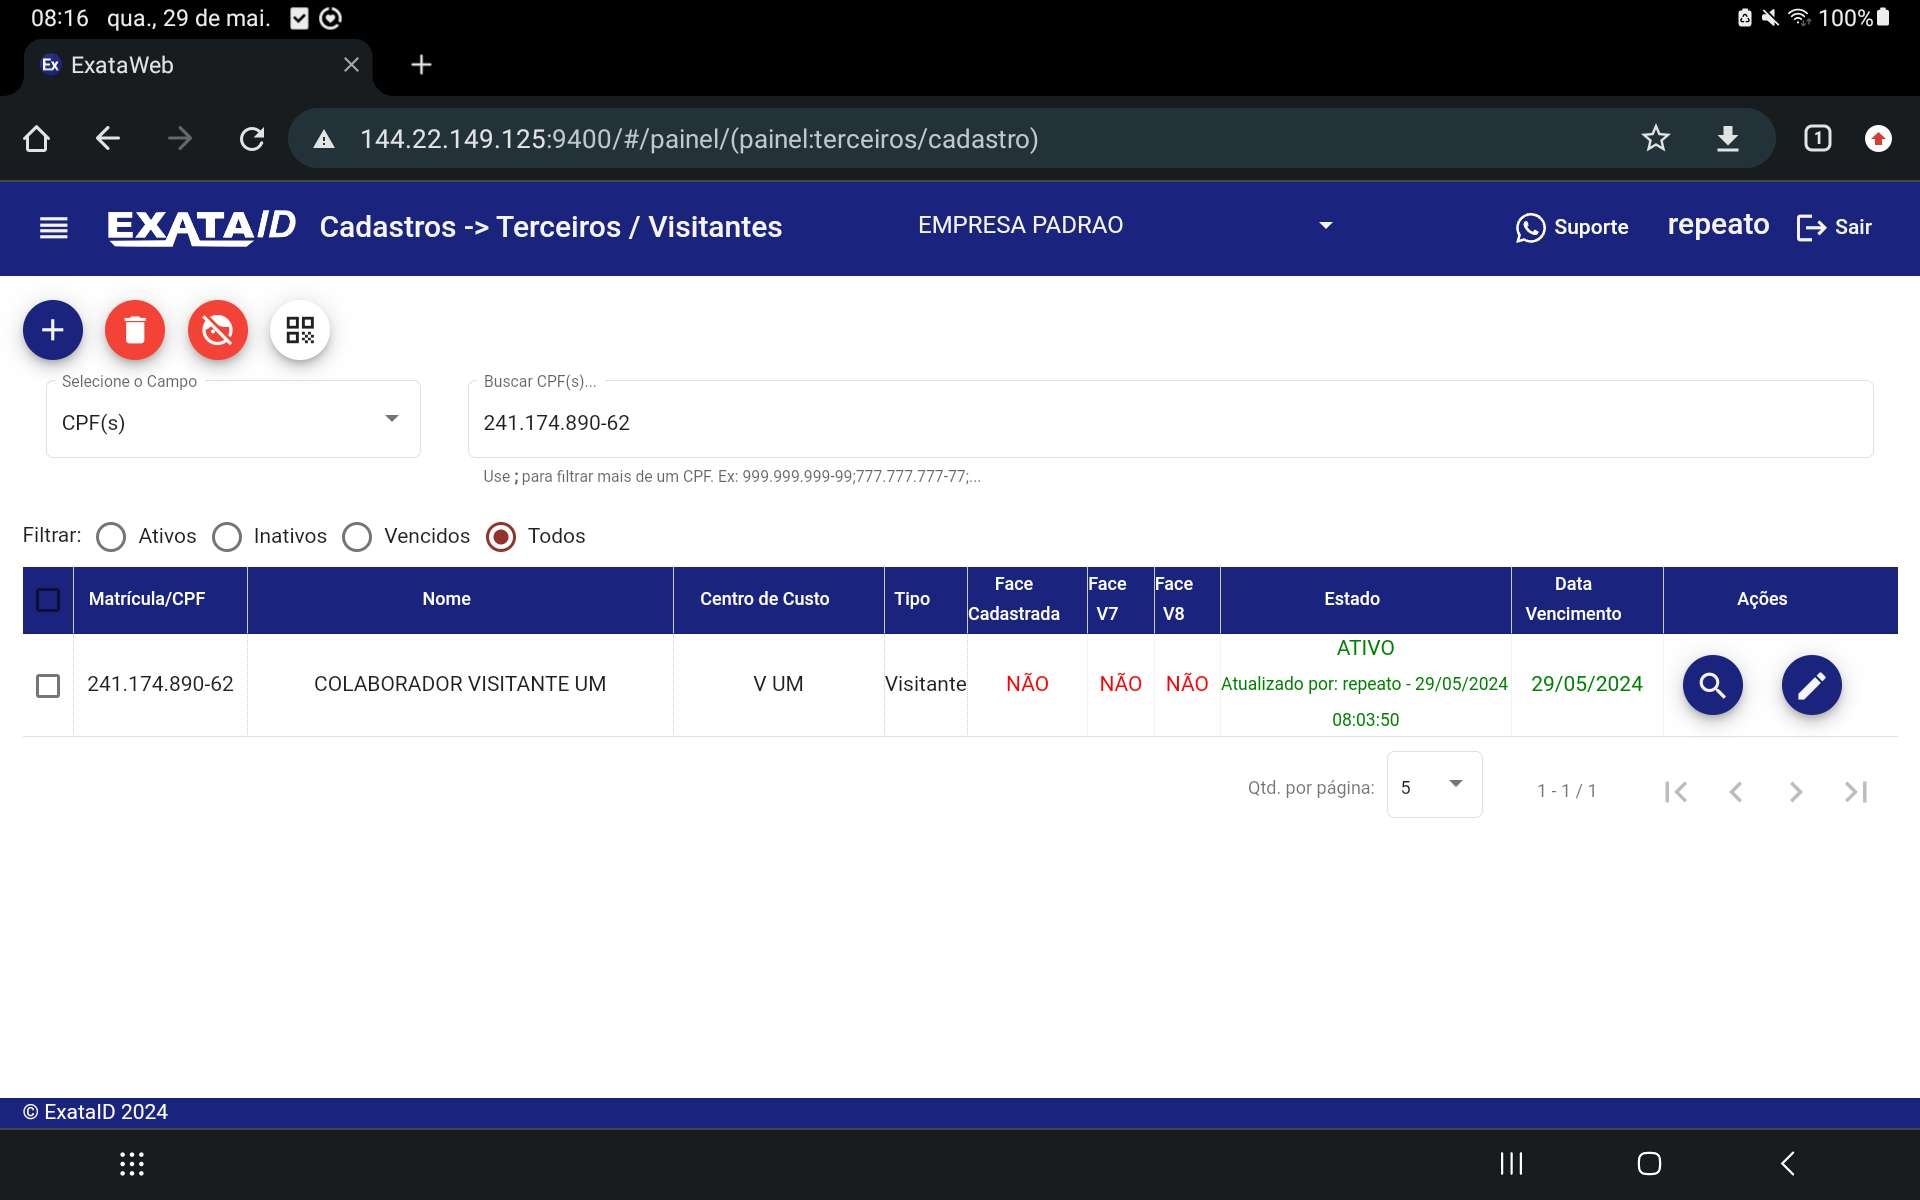 08:16 qua., 29 de mai. 100%
Ex ExataWeb
144.22.149.125:9400/#/painel/(painel:terceiros/cadastro) 1
EXATAID Cadastros -> Terceiros / Visitantes EMPRESA PADRAO Suporte repeato Sair
Selecione o Campo Buscar CPF(s)...
CPF(s) 241.174.890-62
Use ; para filtrar mais de um CPF. Ex: 999.999.999-99;777.777.777-77;...
Filtrar: Ativos Inativos Vencidos Todos
Matrícula/CPF Nome Centro de Custo Tipo Face Cadastrada Face V7 Face V8 Estado Data Vencimento Ações
241.174.890-62 COLABORADOR VISITANTE UM V UM Visitante NÃO NÃO NÃO ATIVO
Atualizado por: repeato - 29/05/2024
08:03:50
29/05/2024
Qtd. por página: 5 1 - 1 / 1
© ExataID 2024